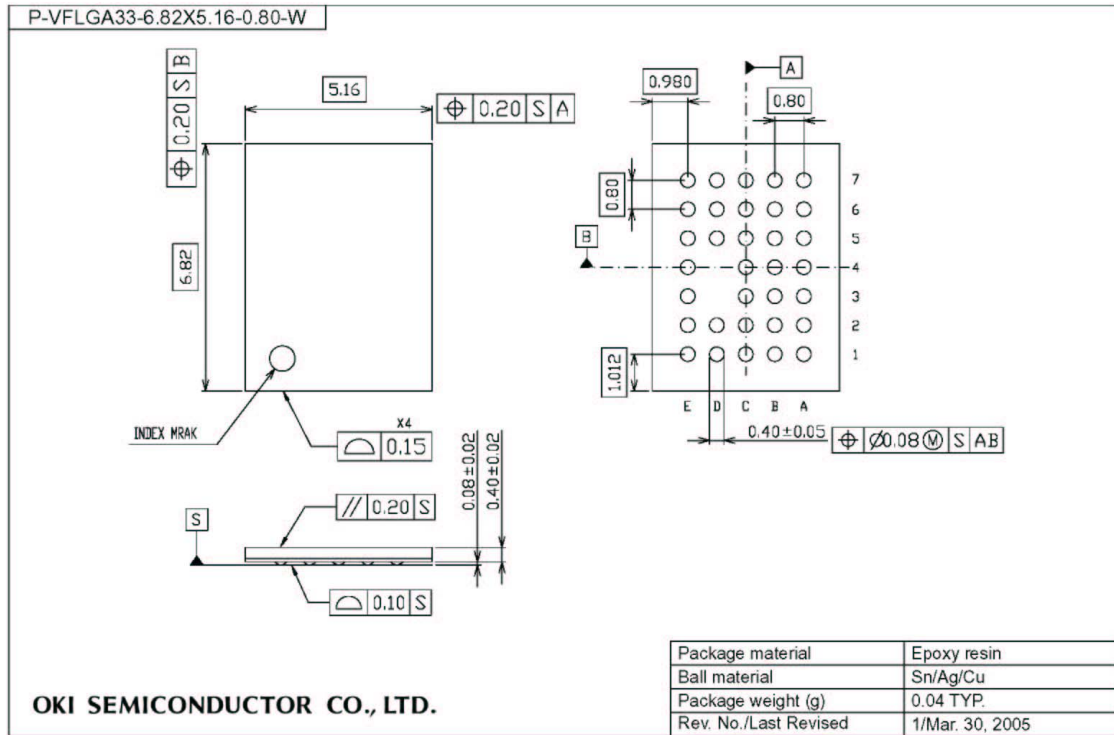 P-VFLGA33-6.82X5.16-0.80-W
0.20 S B
5.16
0.20 S A
6.82
INDEX MRAK
X4
0.15
0.980
A
0.80
0.80
7
6
B
5
4
3
2
1.012
1
E D C B A
0.40±0.05
Ø0.08 Ⓜ S AB
0.08±0.02
0.40±0.02
// 0.20 S
S
0.10 S
Package material Epoxy resin
Ball material Sn/Ag/Cu
Package weight (g) 0.04 TYP.
Rev. No./Last Revised 1/Mar. 30, 2005
OKI SEMICONDUCTOR CO., LTD.